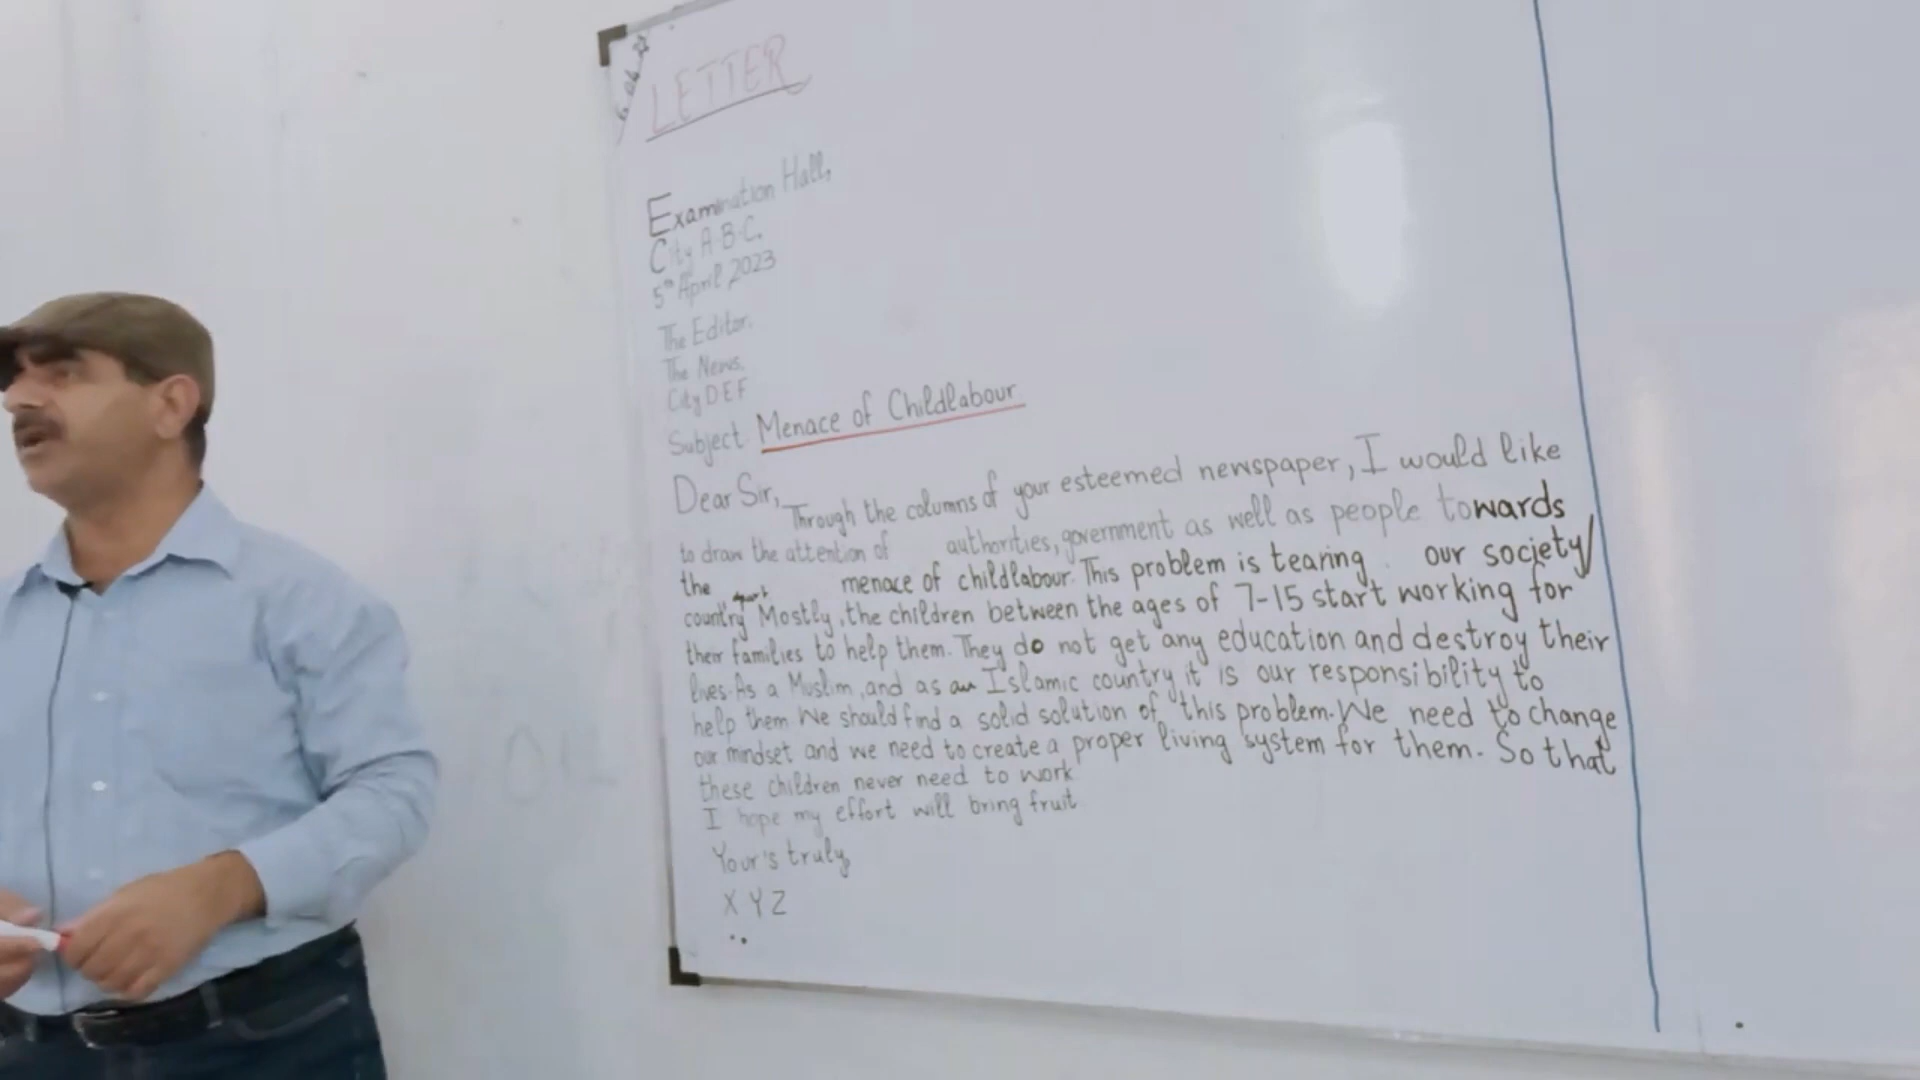 LETTER
Examination Hall,
City A.B.C.
5th April, 2023
The Editor.
The News.
City D E F
Subject. Menace of Childlabour
Dear Sir,
Through the columns of your esteemed newspaper, I would like
to draw the attention of authorities, government as well as people towards
the menace of childlabour. This problem is tearing our society/
apart
country Mostly, the children between the ages of 7-15 start working for
their families to help them. They do not get any education and destroy their
lives. As a Muslim, and as an Islamic country it is our responsibility to
help them. We should find a solid solution of this problem. We need to change
our mindset and we need to create a proper living system for them. So that
these children never need to work.
I hope my effort will bring fruit
Your's truly,
X Y Z